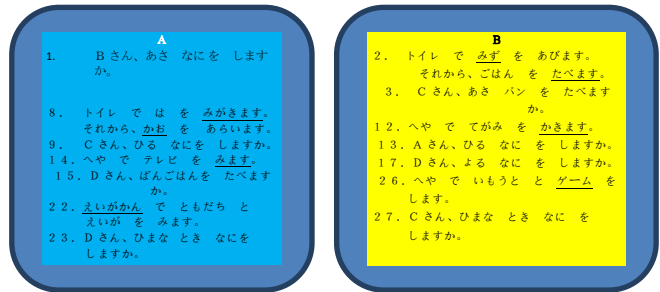 A
1. Bさん、あさ なにを します
か。
8. トイレ で は を みがきます。
それから、かお を あらいます。
9. Cさん、ひる なにを しますか。
14.へや で テレビ を みます。
15.Dさん、ばんごはんを たべます
か。
22.えいがかん で ともだち と
えいが を みます。
23.Dさん、ひまな とき なにを
しますか。
B
2. トイレ で みず を あびます。
それから、ごはん を たべます。
3. Cさん、あさ パン を たべます
か。
12.へや で てがみ を かきます。
13.Aさん、ひる なに を しますか。
17.Dさん、よる なに を しますか。
26.へや で いもうと と ゲーム を
します。
27.Cさん、ひまな とき なに を
しますか。